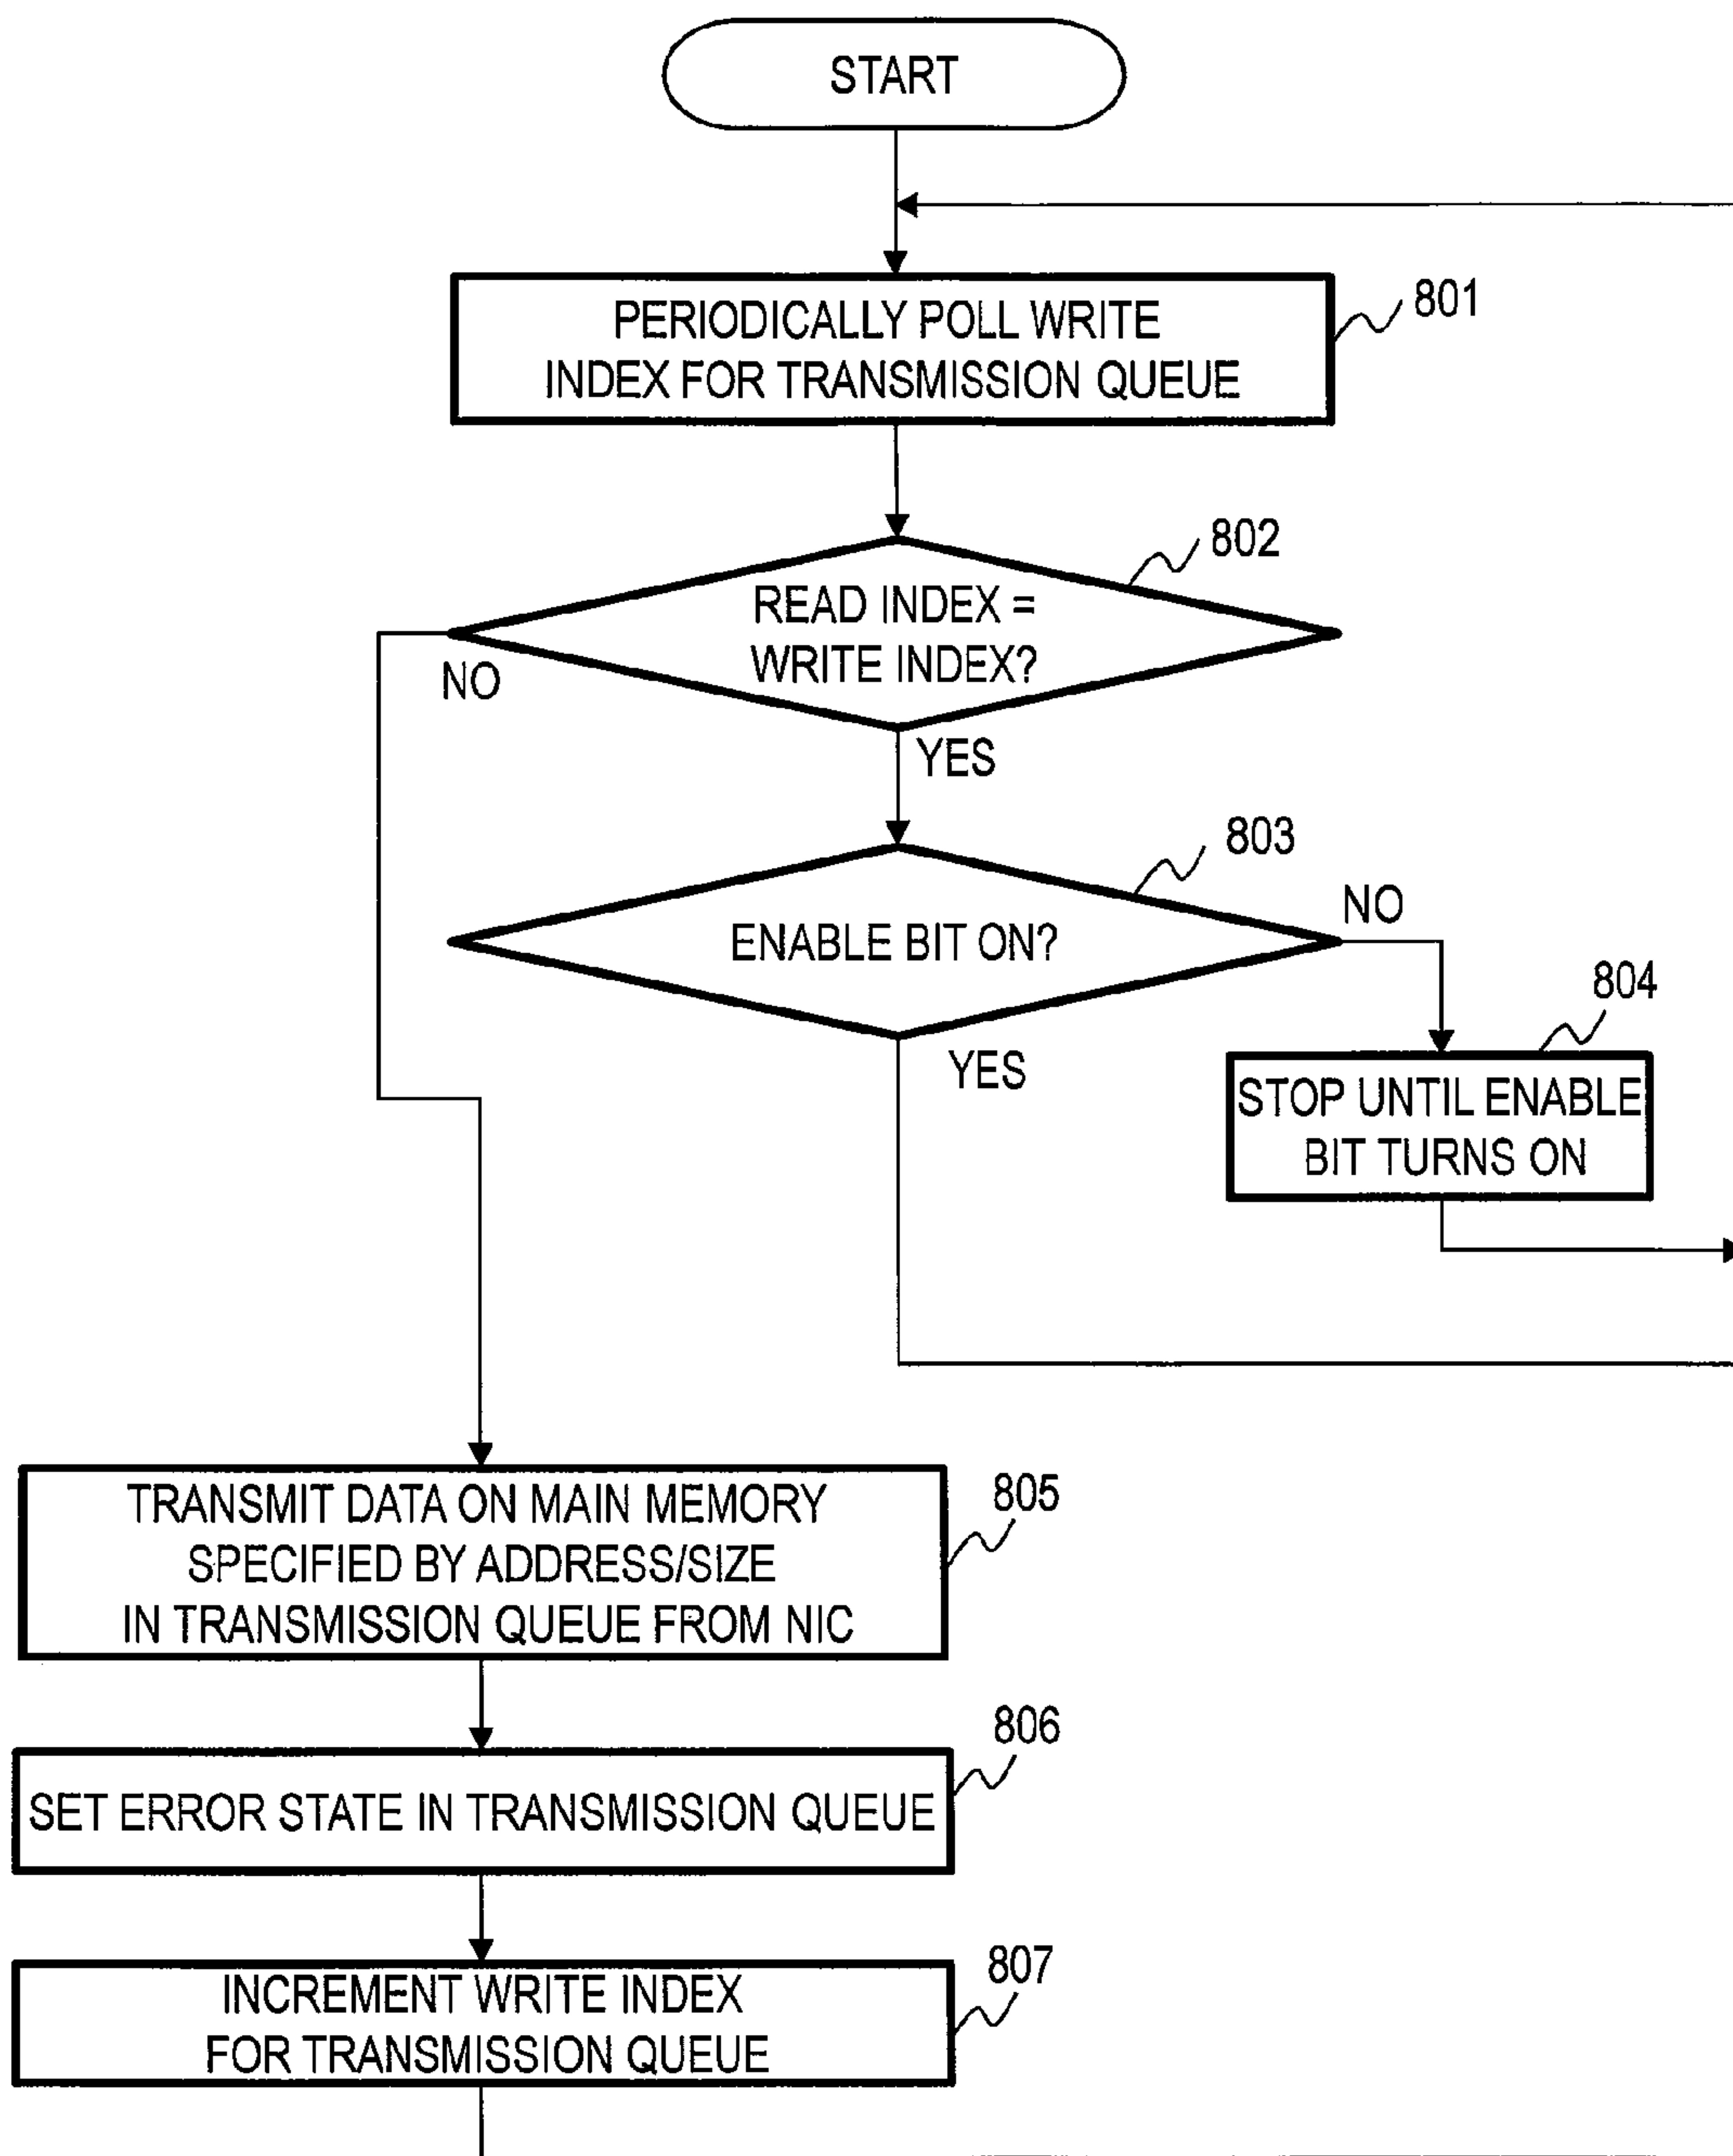 START
PERIODICALLY POLL WRITE
INDEX FOR TRANSMISSION QUEUE
801
READ INDEX =
WRITE INDEX?
802
NO
YES
ENABLE BIT ON?
803
NO
YES
STOP UNTIL ENABLE
BIT TURNS ON
804
TRANSMIT DATA ON MAIN MEMORY
SPECIFIED BY ADDRESS/SIZE
IN TRANSMISSION QUEUE FROM NIC
805
SET ERROR STATE IN TRANSMISSION QUEUE
806
INCREMENT WRITE INDEX
FOR TRANSMISSION QUEUE
807